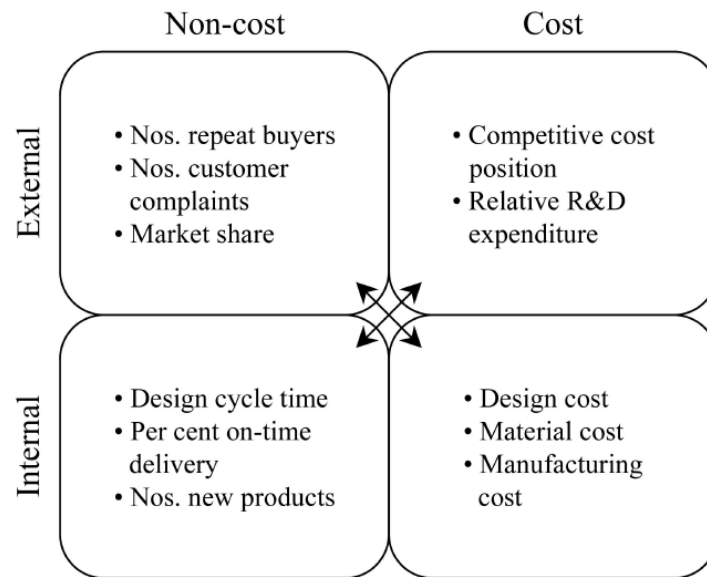 Non-cost
Cost
External
• Nos. repeat buyers
• Nos. customer
complaints
• Market share
• Competitive cost
position
• Relative R&D
expenditure
Internal
• Design cycle time
• Per cent on-time
delivery
• Nos. new products
• Design cost
• Material cost
• Manufacturing
cost